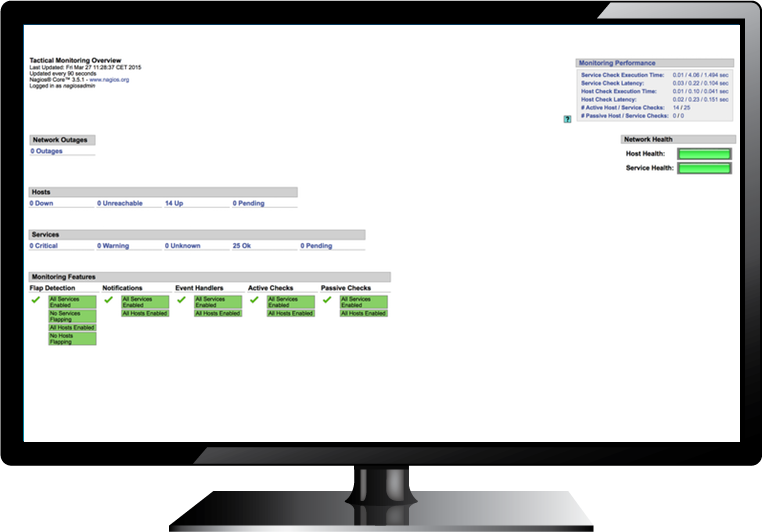 Tactical Monitoring Overview
Last Updated: Fri Mar 27 11:28:37 CET 2015
Updated every 90 seconds
Nagios® Core™ 3.5.1 - www.nagios.org
Logged in as nagiosadmin
Monitoring Performance
Service Check Execution Time: 0.01 / 4.06 / 1.494 sec
Service Check Latency: 0.03 / 0.22 / 0.104 sec
Host Check Execution Time: 0.01 / 0.10 / 0.041 sec
Host Check Latency: 0.02 / 0.23 / 0.151 sec
# Active Host / Service Checks: 14 / 25
# Passive Host / Service Checks: 0 / 0
?
Network Outages
0 Outages
Network Health
Host Health:
Service Health:
Hosts
0 Down 0 Unreachable 14 Up 0 Pending
Services
0 Critical 0 Warning 0 Unknown 25 Ok 0 Pending
Monitoring Features
Flap Detection Notifications Event Handlers Active Checks Passive Checks
All Services Enabled All Services Enabled All Services Enabled All Services Enabled All Services Enabled
No Services Flapping All Hosts Enabled All Hosts Enabled All Hosts Enabled All Hosts Enabled
All Hosts Enabled
No Hosts Flapping